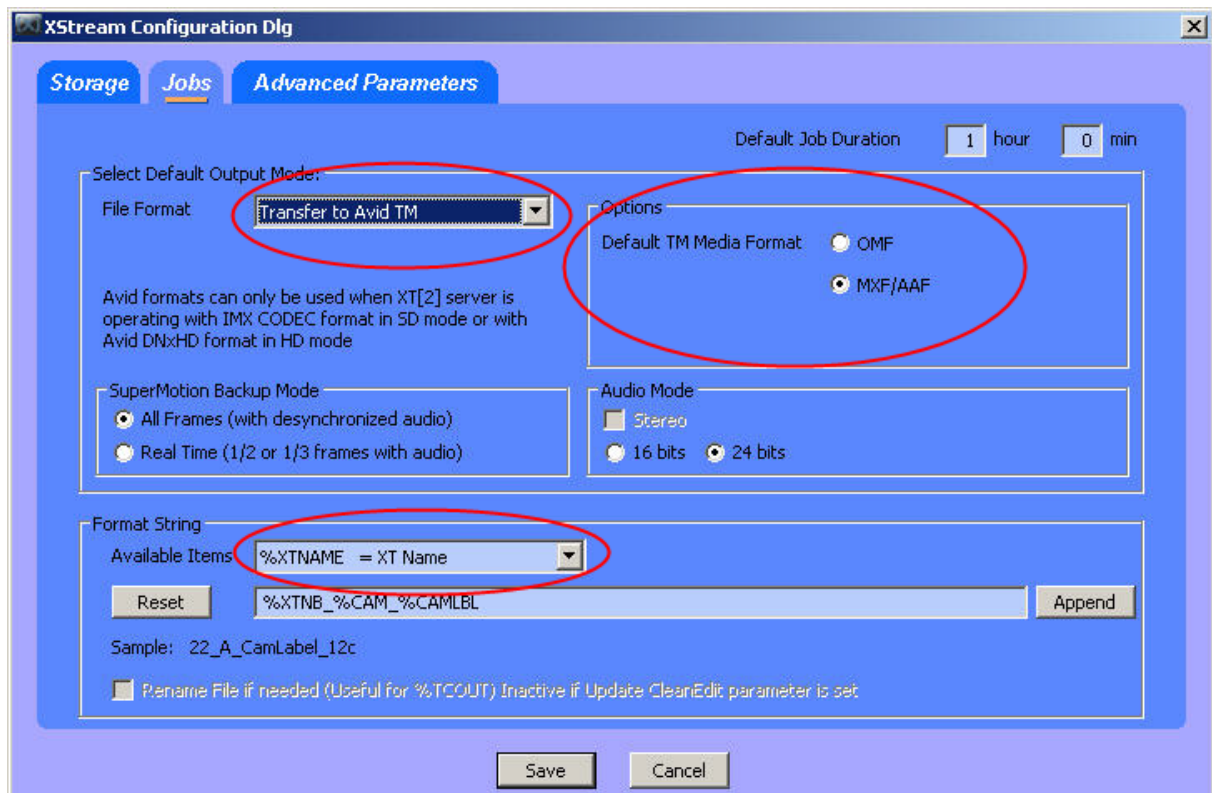 XStream Configuration Dlg
Storage
Jobs
Advanced Parameters
Default Job Duration 1 hour 0 min
Select Default Output Mode:
File Format Transfer to Avid TM
Options
Default TM Media Format OMF
MXF/AAF
Avid formats can only be used when XT[2] server is
operating with IMX CODEC format in SD mode or with
Avid DNxHD format in HD mode
SuperMotion Backup Mode
All Frames (with desynchronized audio)
Real Time (1/2 or 1/3 frames with audio)
Audio Mode
Stereo
16 bits 24 bits
Format String
Available Items %XTNAME = XT Name
Reset %XTNB_%CAM_%CAMLBL Append
Sample: 22_A_CamLabel_12c
Rename File if needed (Useful for %TCOUT) Inactive if Update CleanEdit parameter is set
Save Cancel